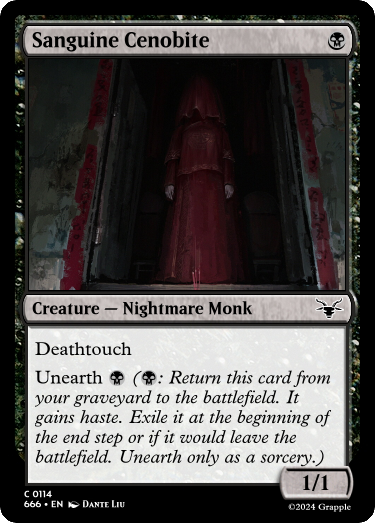 Sanguine Cenobite
Creature — Nightmare Monk
Deathtouch
Unearth (: Return this card from
your graveyard to the battlefield. It
gains haste. Exile it at the beginning of
the end step or if it would leave the
battlefield. Unearth only as a sorcery.)
1/1
C 0114
666 • EN Dante Liu
©2024 Grapple